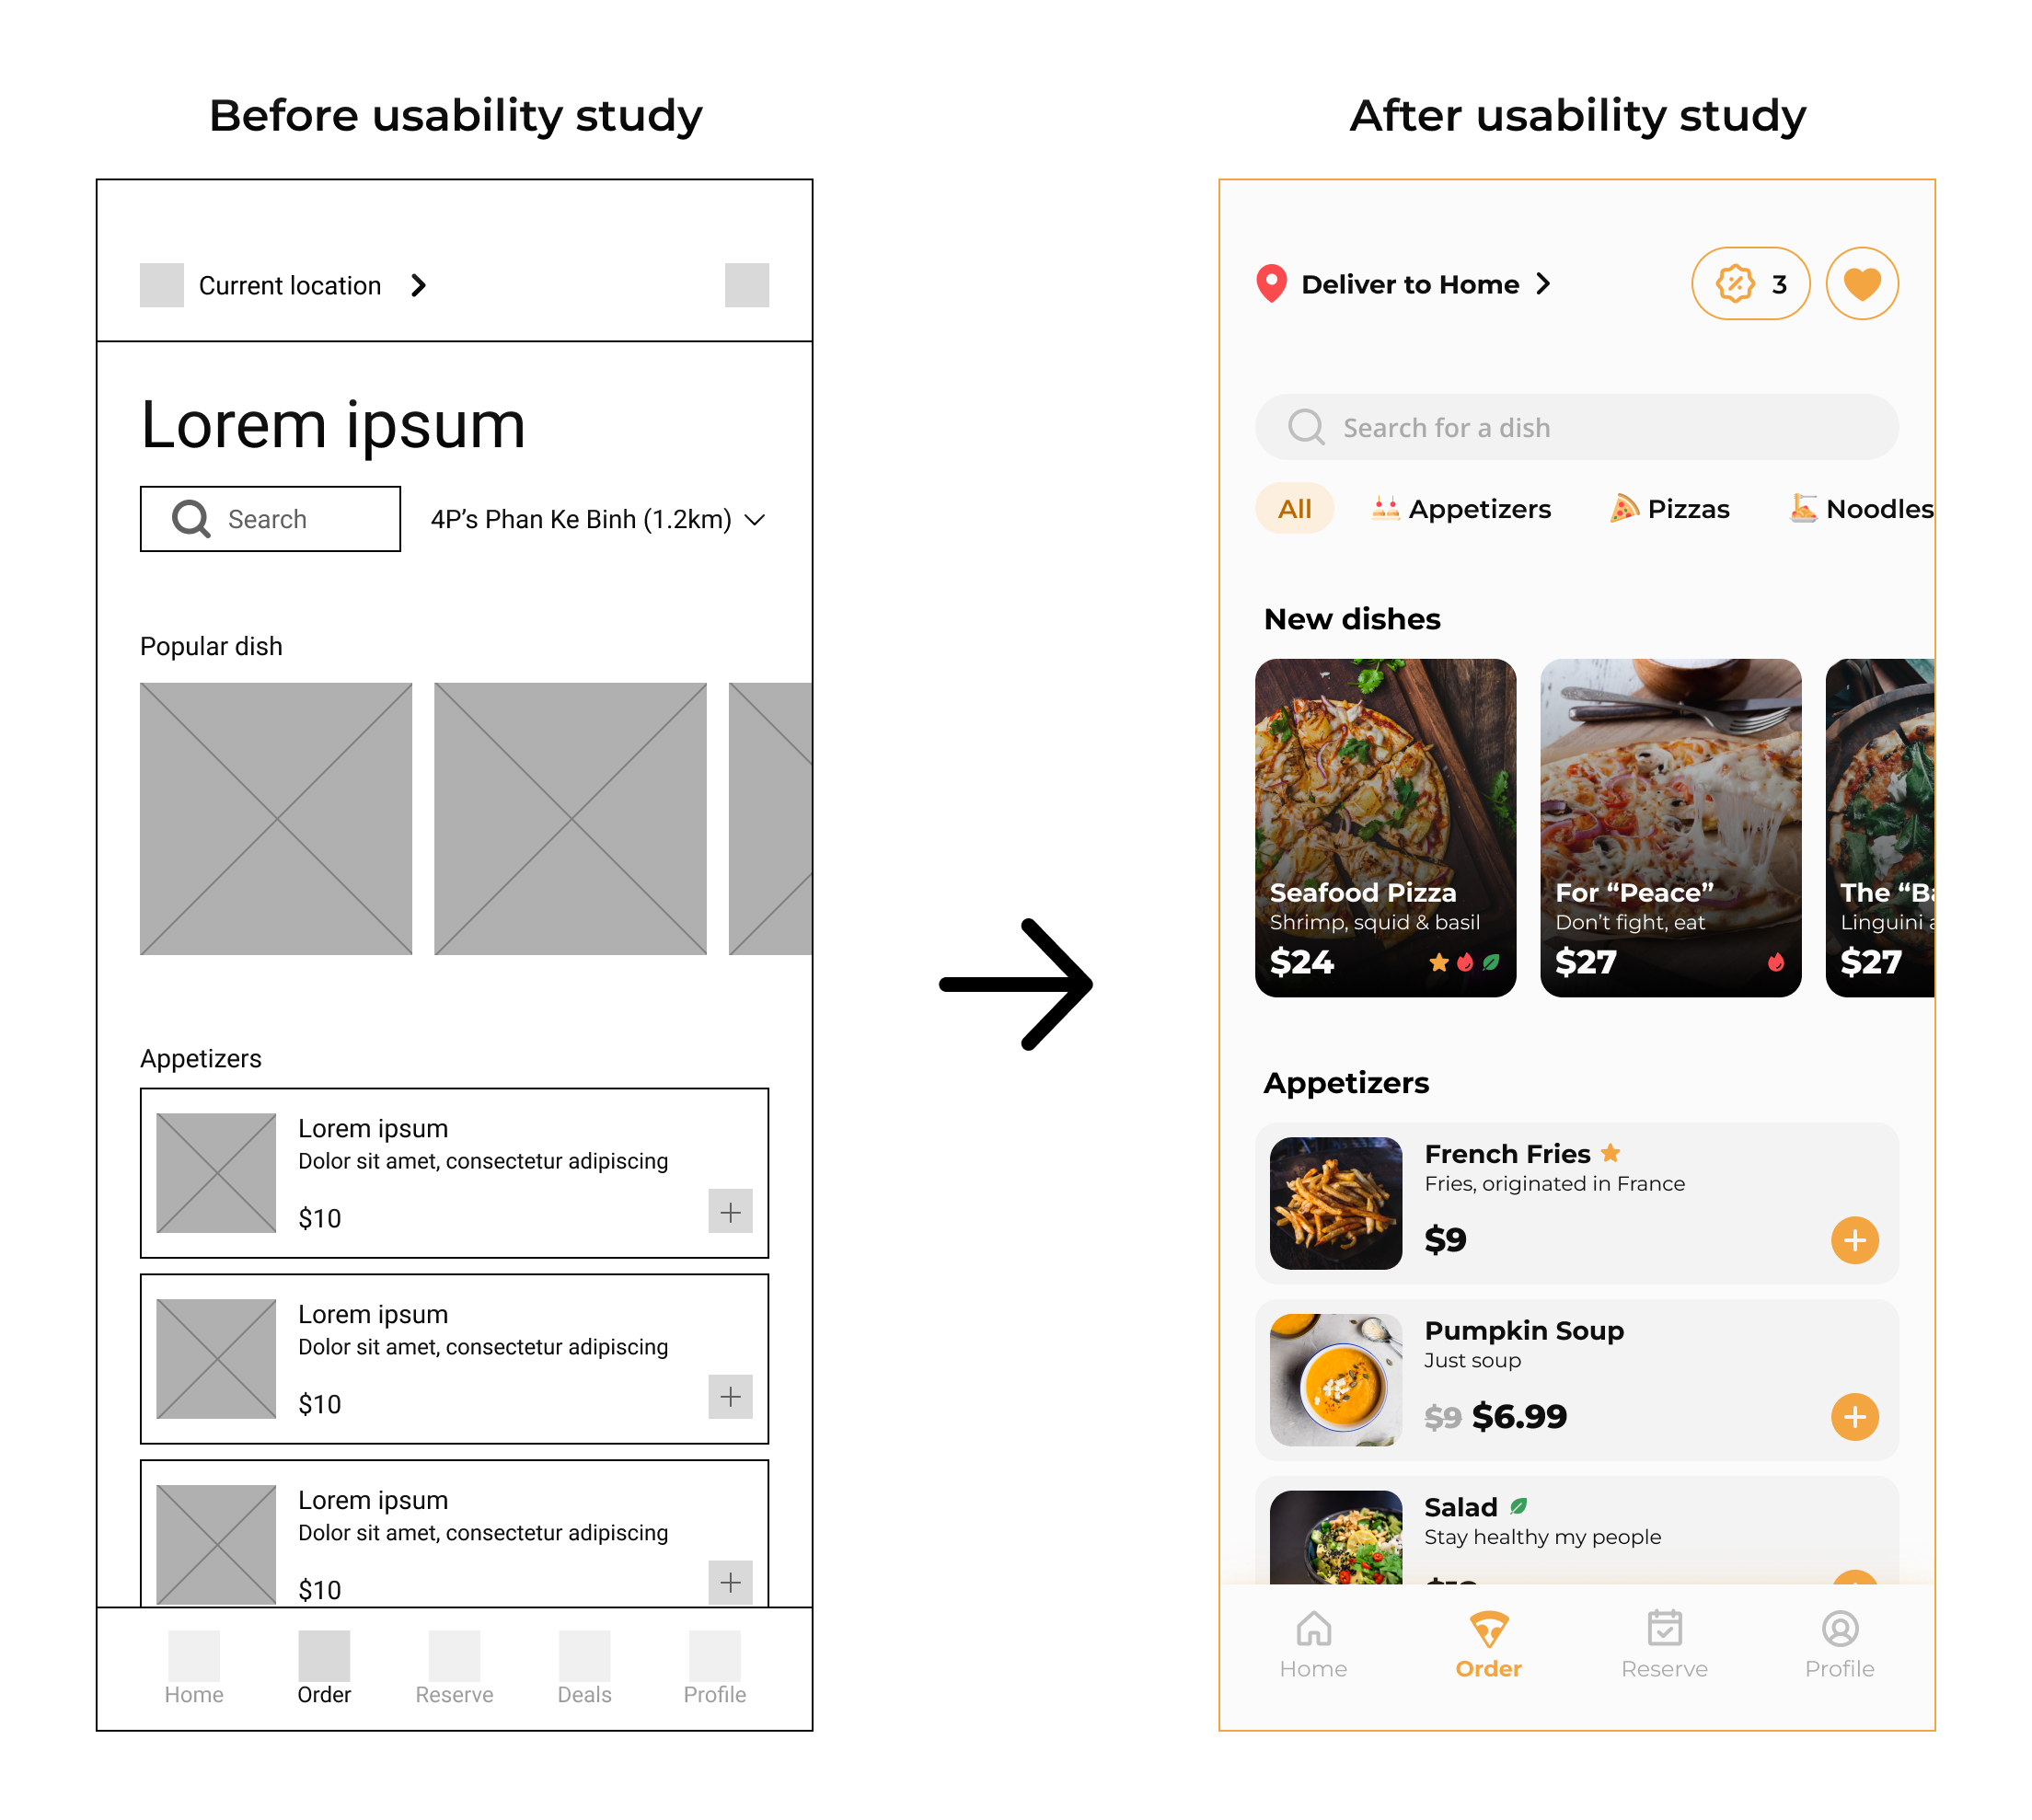 Before usability study
Current location
Lorem ipsum
Search
4P’s Phan Ke Binh (1.2km)
Popular dish
Appetizers
Lorem ipsum
Dolor sit amet, consectetur adipiscing
$10
Lorem ipsum
Dolor sit amet, consectetur adipiscing
$10
Lorem ipsum
Dolor sit amet, consectetur adipiscing
$10
Home Order Reserve Deals Profile
After usability study
Deliver to Home
3
Search for a dish
All Appetizers Pizzas Noodles
New dishes
Seafood Pizza
Shrimp, squid & basil
$24
For “Peace”
Don’t fight, eat
$27
The
Linguini
$27
Appetizers
French Fries
Fries, originated in France
$9
Pumpkin Soup
Just soup
$9 $6.99
Salad
Stay healthy my people
Home Order Reserve Profile